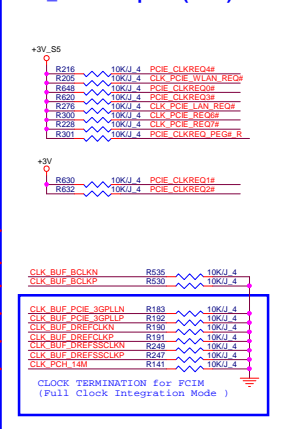 +3V_S5
R216 10K/J_4 PCIE_CLKREQ4#
R205 10K/J_4 CLK_PCIE_WLAN_REQ#
R648 10K/J_4 PCIE_CLKREQ0#
R620 10K/J_4 PCIE_CLKREQ3#
R276 10K/J_4 CLK_PCIE_LAN_REQ#
R300 10K/J_4 CLK_PCIE_REQ6#
R228 10K/J_4 CLK_PCIE_REQ7#
R301 10K/J_4 PCIE_CLKREQ_PEG#_R
+3V
R630 10K/J_4 PCIE_CLKREQ1#
R632 10K/J_4 PCIE_CLKREQ2#
CLK_BUF_BCLKN R535 10K/J_4
CLK_BUF_BCLKP R530 10K/J_4
CLK_BUF_PCIE_3GPLLN R183 10K/J_4
CLK_BUF_PCIE_3GPLLP R192 10K/J_4
CLK_BUF_DREFCLKN R190 10K/J_4
CLK_BUF_DREFCLKP R191 10K/J_4
CLK_BUF_DREFSSCLKN R249 10K/J_4
CLK_BUF_DREFSSCLKP R247 10K/J_4
CLK_PCH_14M R141 10K/J_4
CLOCK TERMINATION for FCIM
(Full Clock Integration Mode )